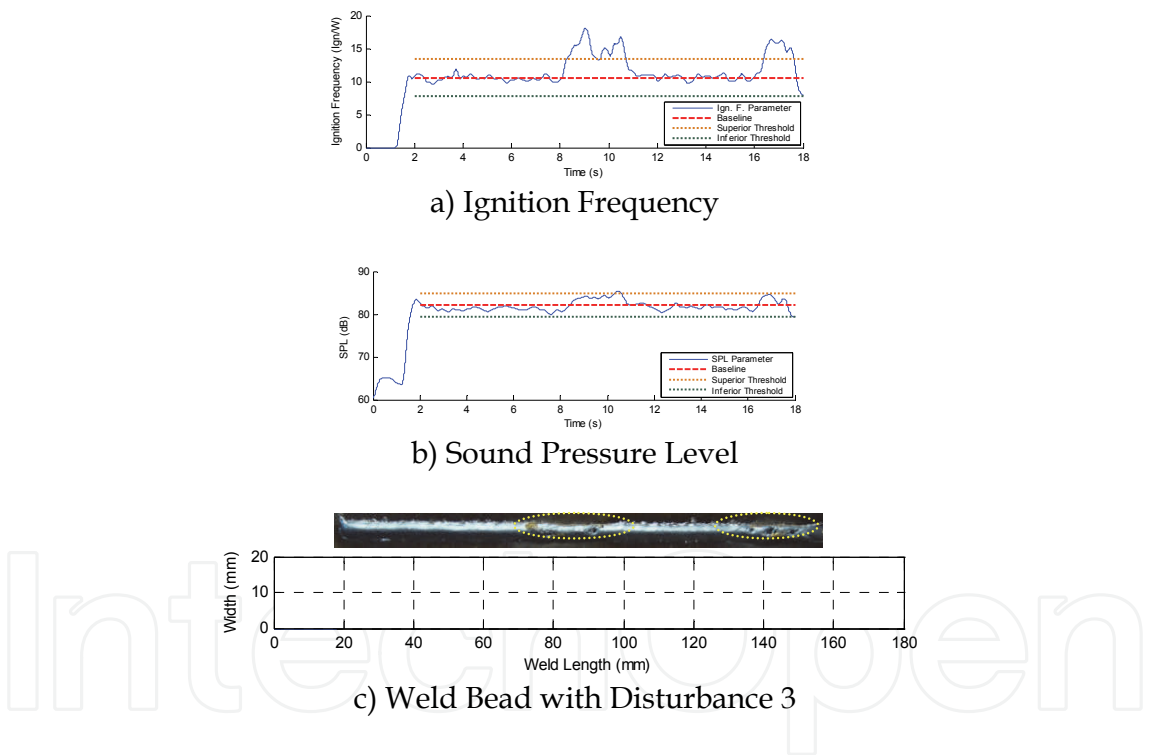 20
15
10
5
0
Ignition Frequency (Ign/W)
Ign. F. Parameter
Baseline
Superior Threshold
Inferior Threshold
0 2 4 6 8 10 12 14 16 18
Time (s)
a) Ignition Frequency
90
80
70
60
SPL (dB)
SPL Parameter
Baseline
Superior Threshold
Inferior Threshold
0 2 4 6 8 10 12 14 16 18
Time (s)
b) Sound Pressure Level
20
10
0
Width (mm)
0 20 40 60 80 100 120 140 160 180
Weld Length (mm)
c) Weld Bead with Disturbance 3
IntechOpen